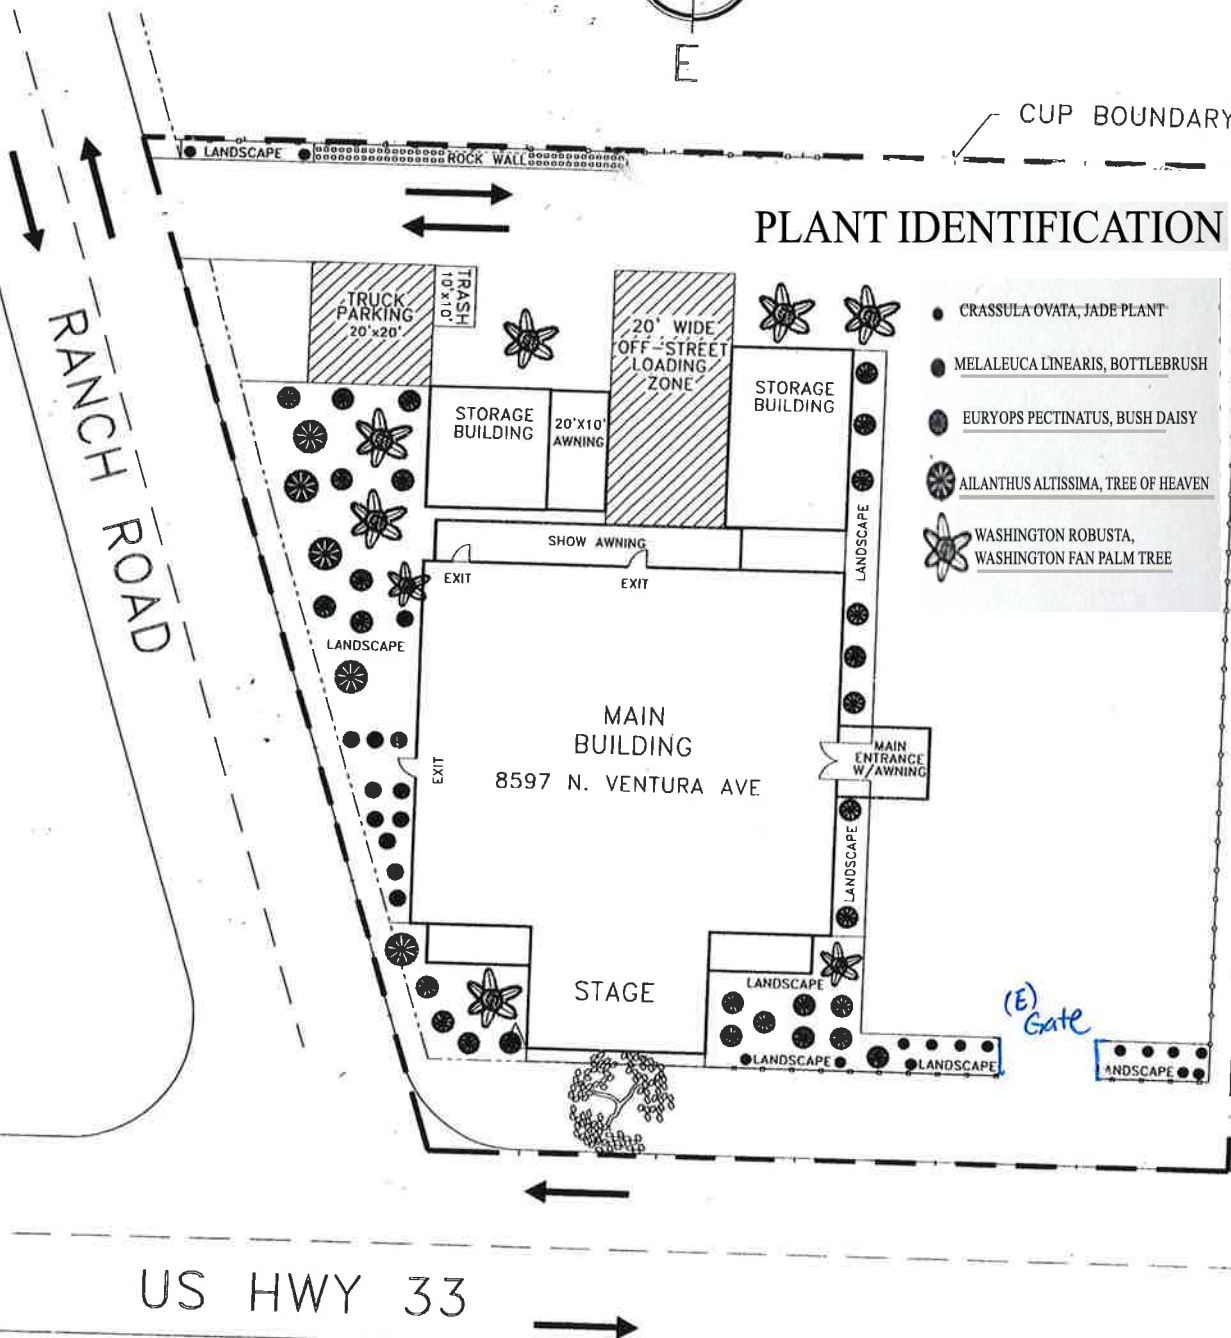 E
CUP BOUNDARY
LANDSCAPE
ROCK WALL
PLANT IDENTIFICATION
CRASSULA OVATA, JADE PLANT
MELALEUCA LINEARIS, BOTTLEBRUSH
EURYOPS PECTINATUS, BUSH DAISY
AILANTHUS ALTISSIMA, TREE OF HEAVEN
WASHINGTON ROBUSTA,
WASHINGTON FAN PALM TREE
TRUCK
PARKING
20'x20'
TRASH
10'x10'
20' WIDE
OFF-STREET
LOADING
ZONE
STORAGE
BUILDING
STORAGE
BUILDING
20'X10'
AWNING
RANCH ROAD
SHOW AWNING
EXIT
EXIT
LANDSCAPE
LANDSCAPE
MAIN
BUILDING
8597 N. VENTURA AVE
EXIT
MAIN
ENTRANCE
W/AWNING
LANDSCAPE
STAGE
LANDSCAPE
(E)
Gate
LANDSCAPE
LANDSCAPE
ANDSCAPE
US HWY 33